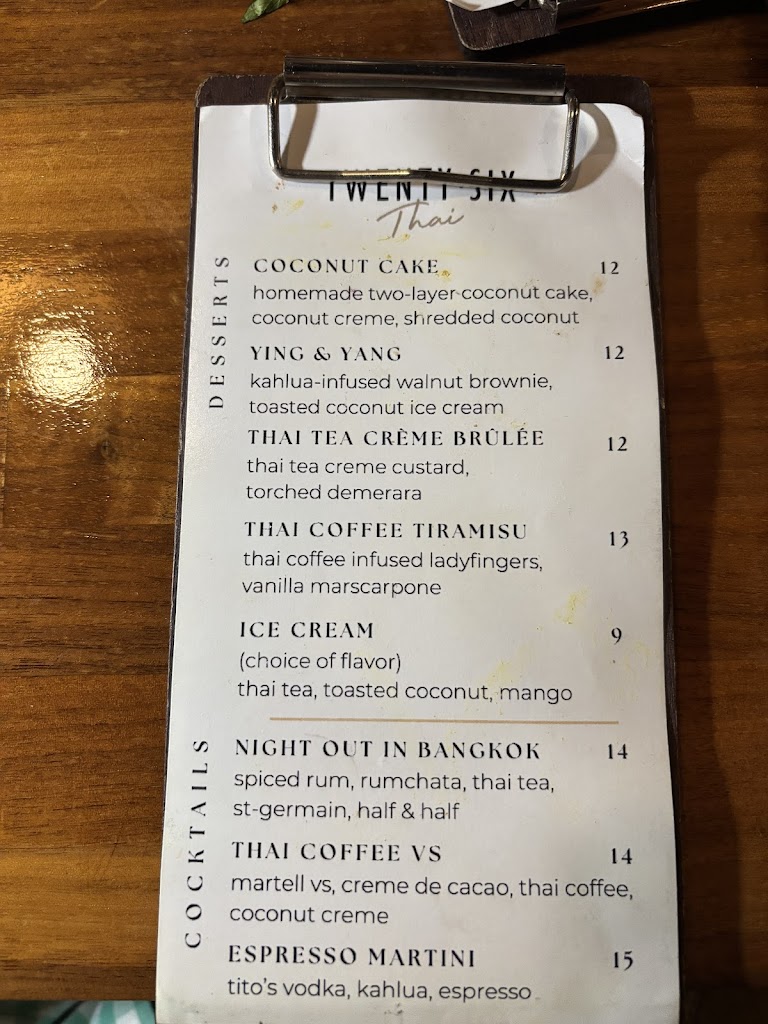 TWENTY SIX
Thai
DESSERTS
COCONUT CAKE 12
homemade two-layer coconut cake,
coconut creme, shredded coconut
YING & YANG 12
kahlua-infused walnut brownie,
toasted coconut ice cream
THAI TEA CRÈME BRÛLÉE 12
thai tea creme custard,
torched demerara
THAI COFFEE TIRAMISU 13
thai coffee infused ladyfingers,
vanilla marscarpone
ICE CREAM 9
(choice of flavor)
thai tea, toasted coconut, mango
COCKTAILS
NIGHT OUT IN BANGKOK 14
spiced rum, rumchata, thai tea,
st-germain, half & half
THAI COFFEE VS 14
martell vs, creme de cacao, thai coffee,
coconut creme
ESPRESSO MARTINI 15
tito's vodka, kahlua, espresso